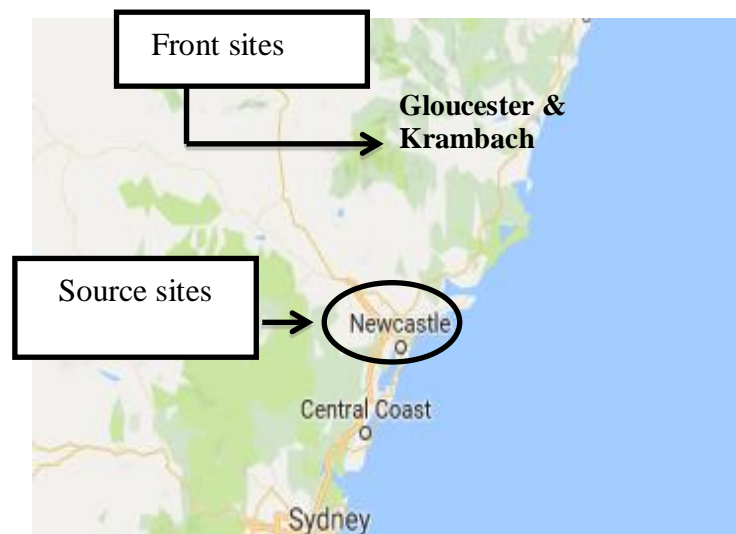 Front sites
Gloucester &
Krambach
Source sites
Newcastle
Central Coast
Sydney